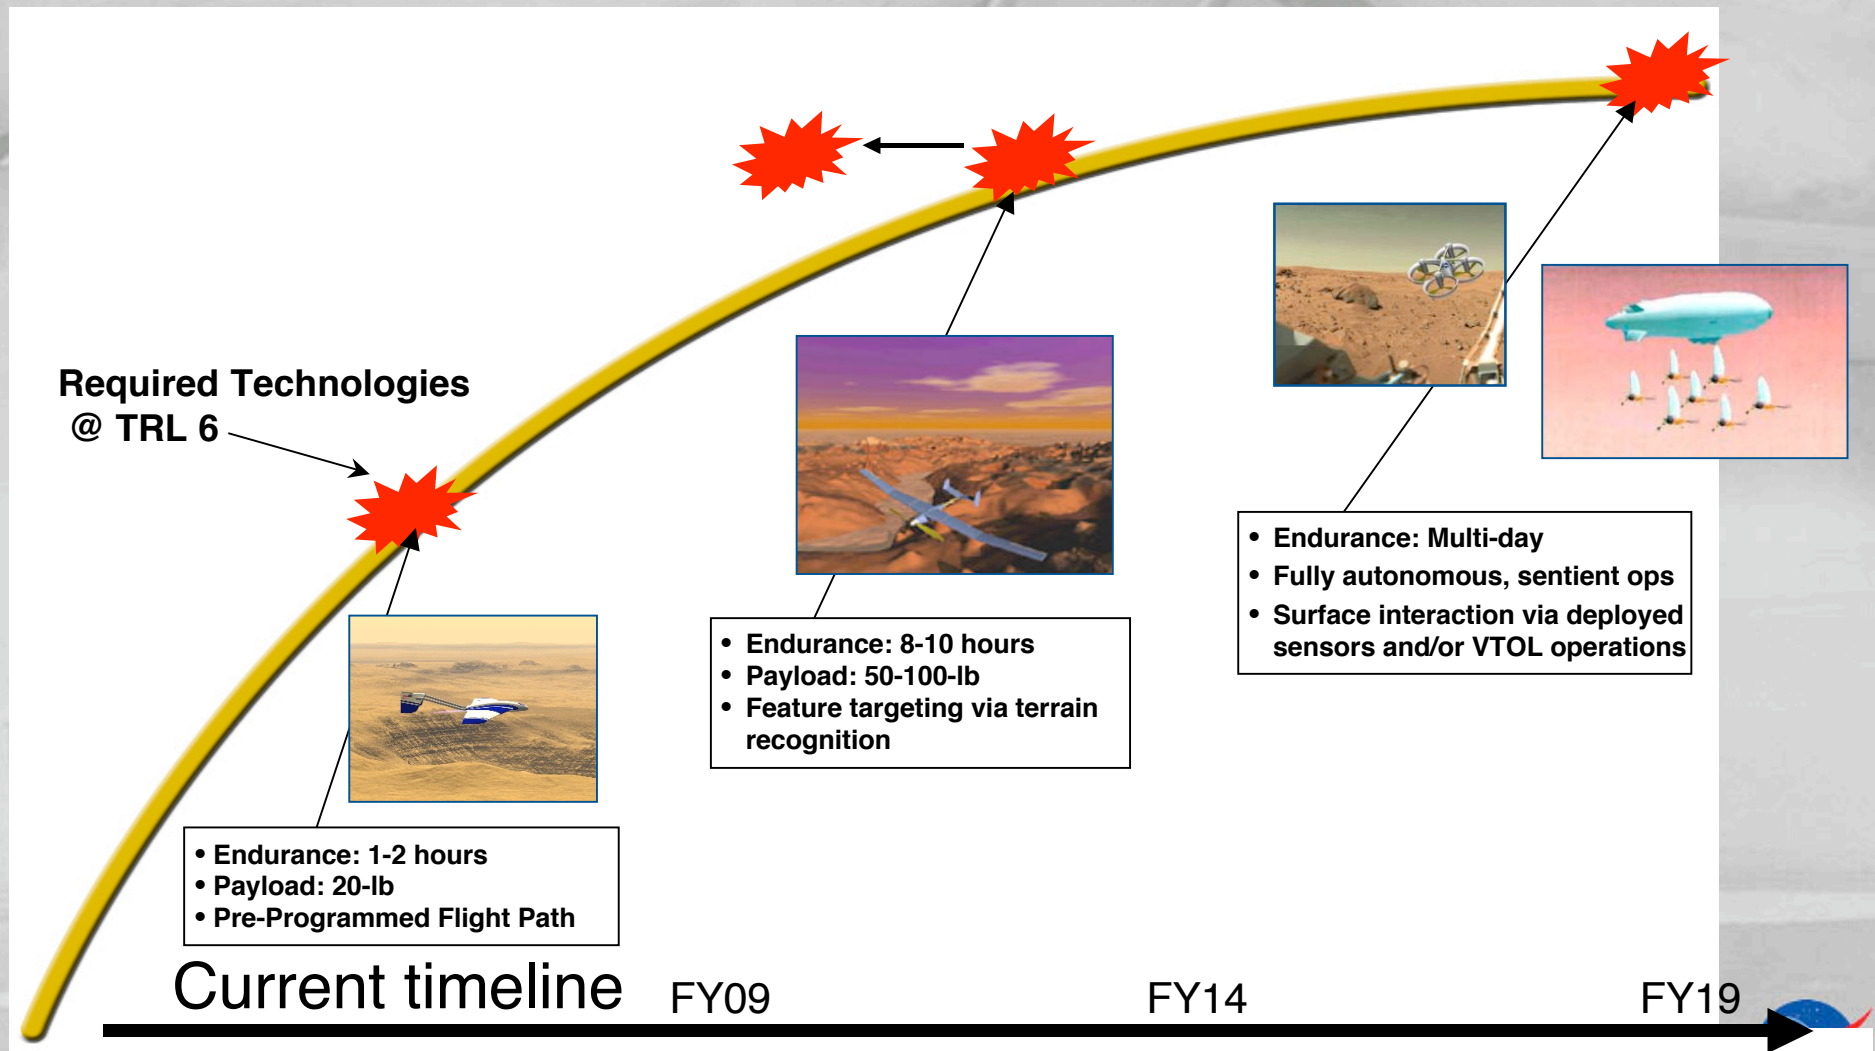 Required Technologies
@ TRL 6
• Endurance: 1-2 hours
• Payload: 20-lb
• Pre-Programmed Flight Path
• Endurance: 8-10 hours
• Payload: 50-100-lb
• Feature targeting via terrain
recognition
• Endurance: Multi-day
• Fully autonomous, sentient ops
• Surface interaction via deployed
sensors and/or VTOL operations
Current timeline FY09 FY14 FY19